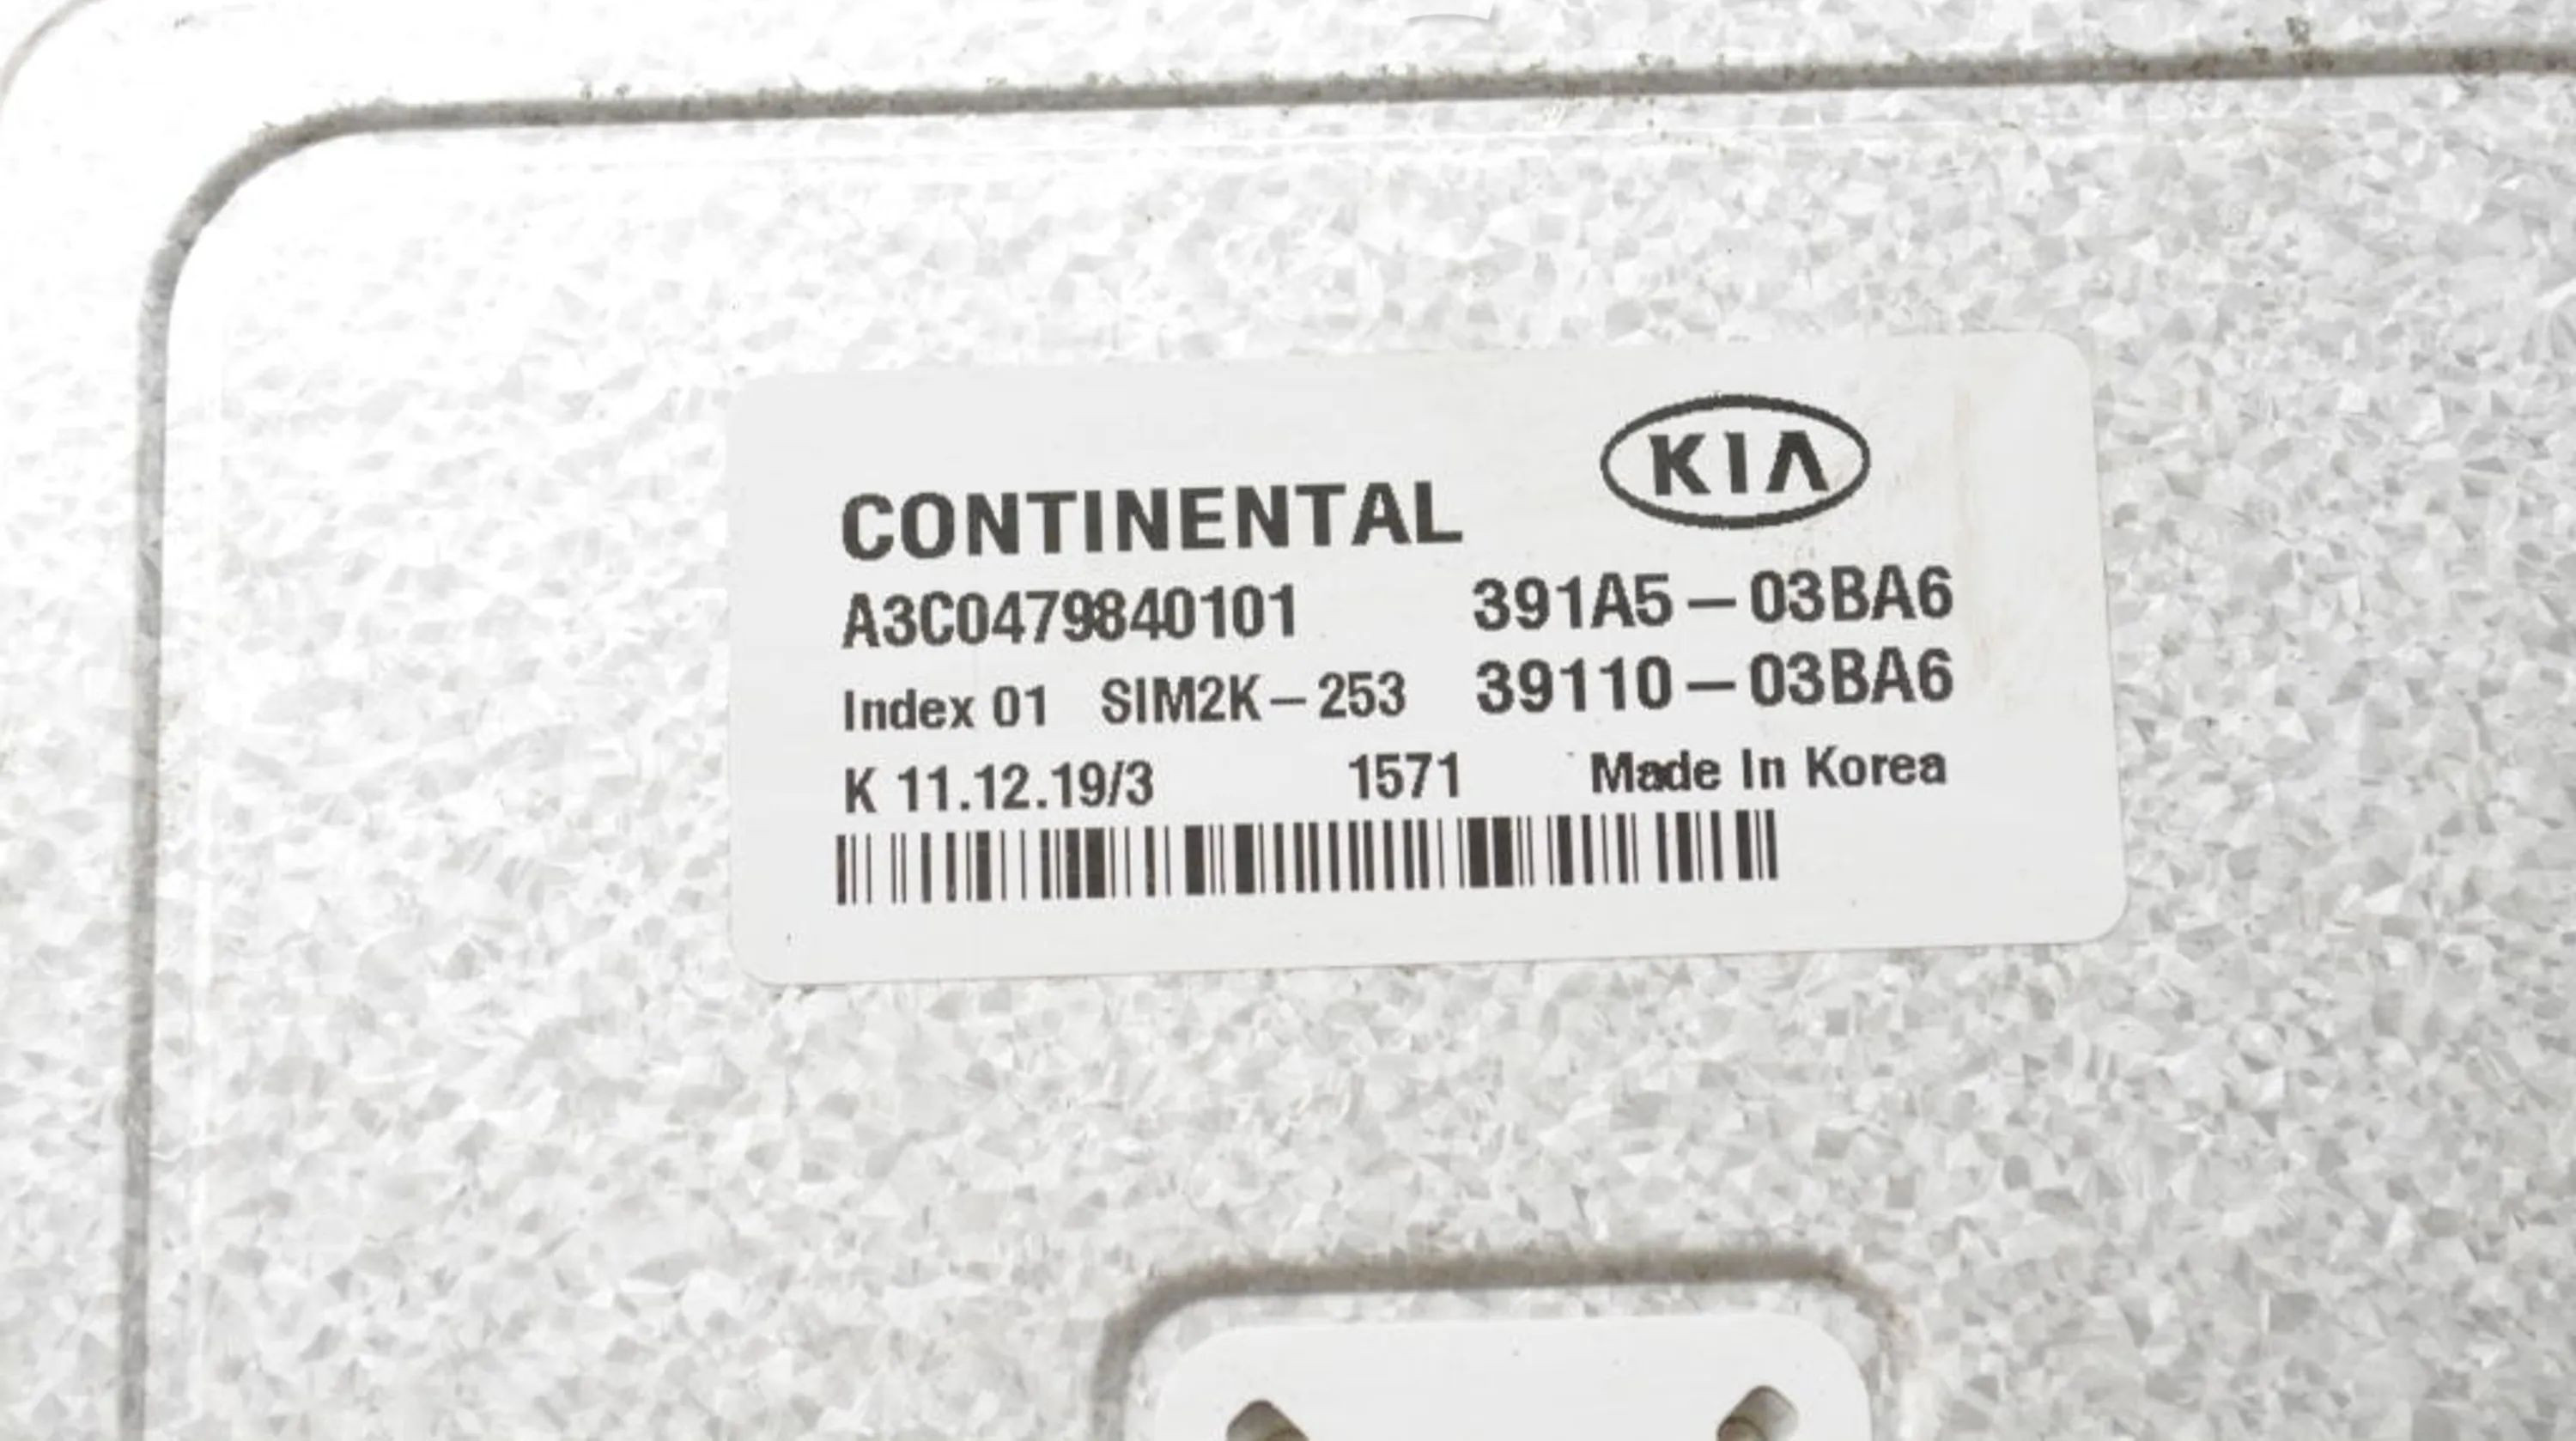 KIA
CONTINENTAL
A3C0479840101 391A5-03BA6
Index 01 SIM2K-253 39110-03BA6
K 11.12.19/3 1571 Made In Korea